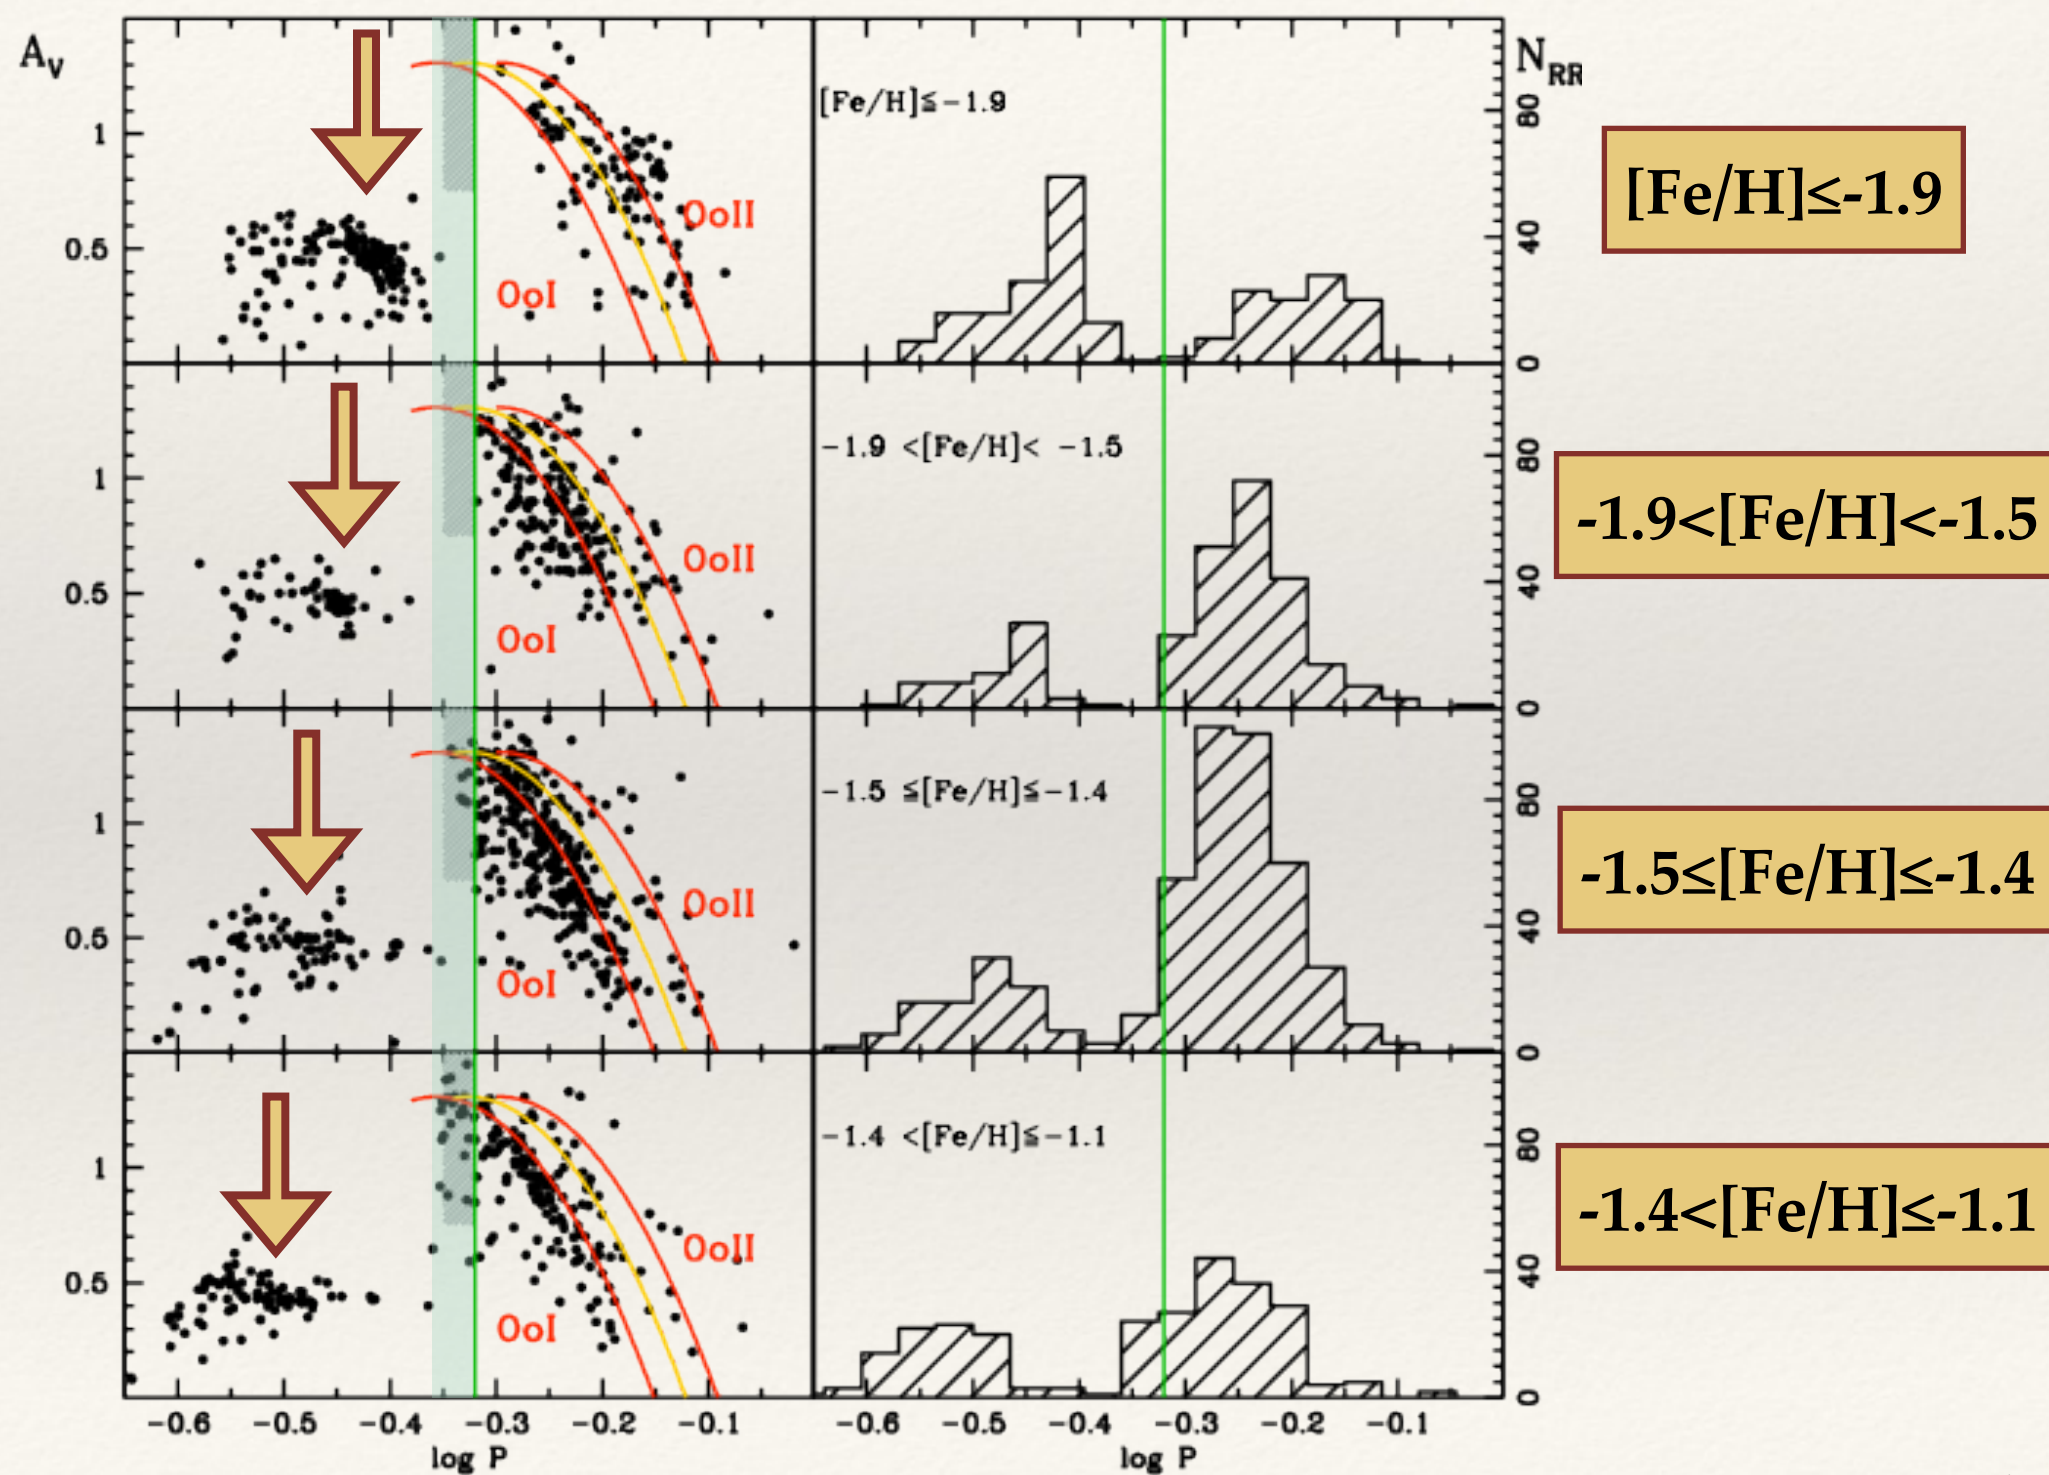 A_V
N_RR
[Fe/H]≦-1.9
80
[Fe/H]≤-1.9
1
OoII
40
0.5
OoI
0
-1.9 <[Fe/H]< -1.5
80
-1.9<[Fe/H]<-1.5
1
OoII
40
0.5
OoI
0
-1.5 ≦[Fe/H]≦-1.4
80
-1.5≤[Fe/H]≤-1.4
1
OoII
40
0.5
OoI
0
-1.4 <[Fe/H]≦-1.1
80
-1.4<[Fe/H]≤-1.1
1
OoII
40
0.5
OoI
0
-0.6 -0.5 -0.4 -0.3 -0.2 -0.1
-0.6 -0.5 -0.4 -0.3 -0.2 -0.1
log P
log P